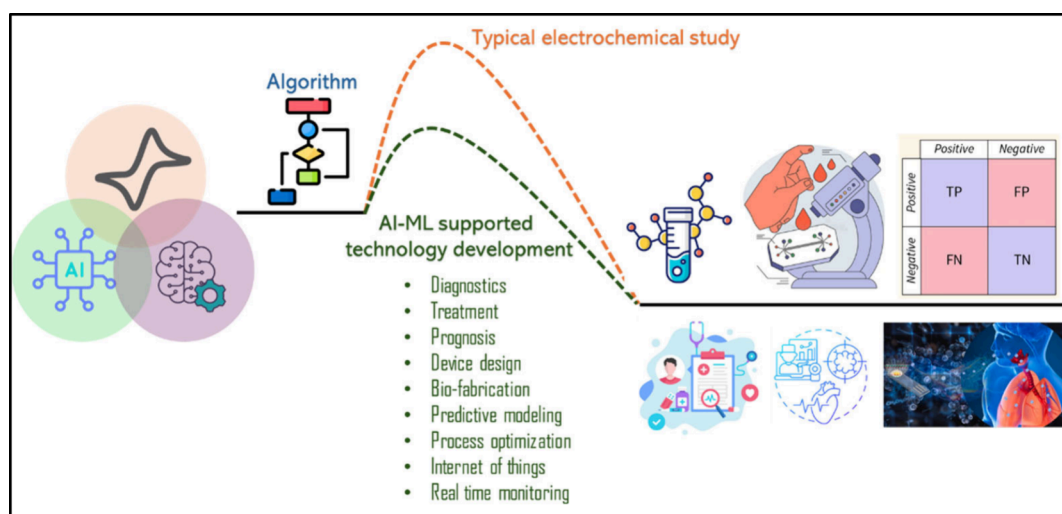 Typical electrochemical study
Algorithm
AI
AI-ML supported
technology development
• Diagnostics
• Treatment
• Prognosis
• Device design
• Bio-fabrication
• Predictive modeling
• Process optimization
• Internet of things
• Real time monitoring
Positive Negative
Positive TP FP
Negative FN TN